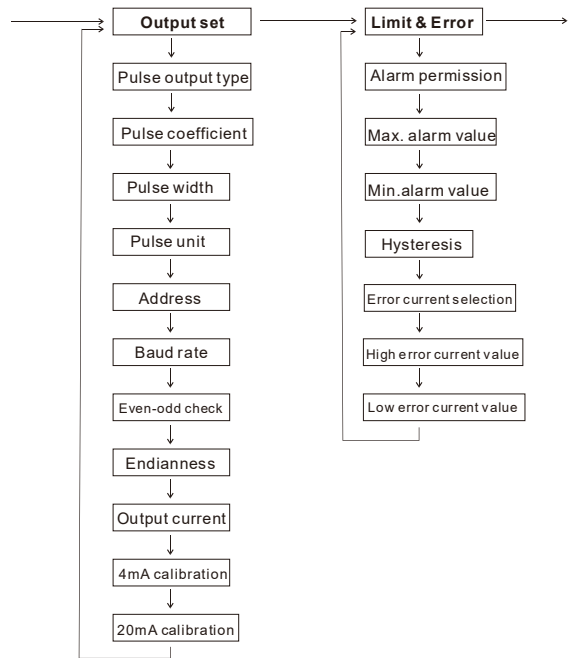 Output set
Pulse output type
Pulse coefficient
Pulse width
Pulse unit
Address
Baud rate
Even-odd check
Endianness
Output current
4mA calibration
20mA calibration
Limit & Error
Alarm permission
Max. alarm value
Min.alarm value
Hysteresis
Error current selection
High error current value
Low error current value